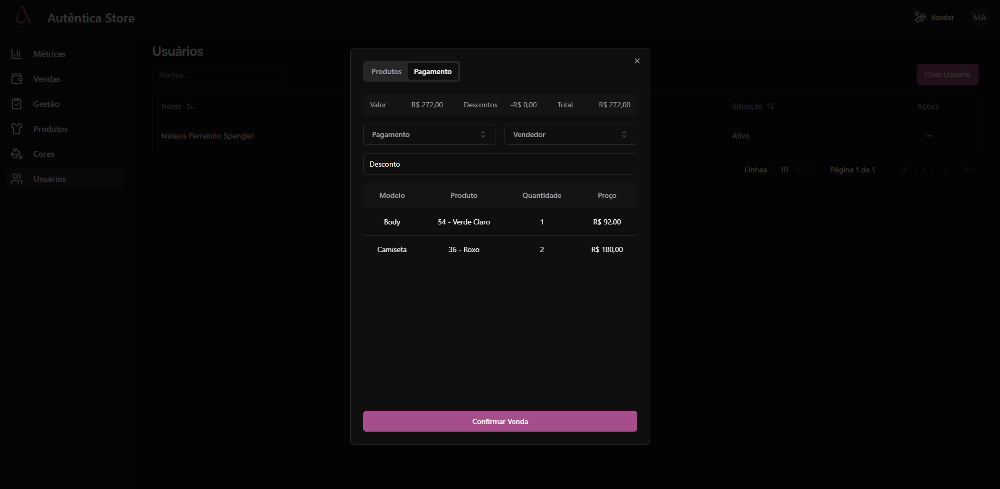 Autêntica Store
Vender
MA
Métricas
Vendas
Gestão
Produtos
Cores
Usuários
Usuários
Nomes...
Criar Usuário
Nome
Situação
Ações
Mateus Fernando Spengler
Ativo
Linhas
10
Página 1 de 1
Produtos
Pagamento
Valor R$ 272,00 Descontos -R$ 0,00 Total R$ 272,00
Pagamento
Vendedor
Desconto
Modelo Produto Quantidade Preço
Body 54 - Verde Claro 1 R$ 92,00
Camiseta 36 - Roxo 2 R$ 180,00
Confirmar Venda